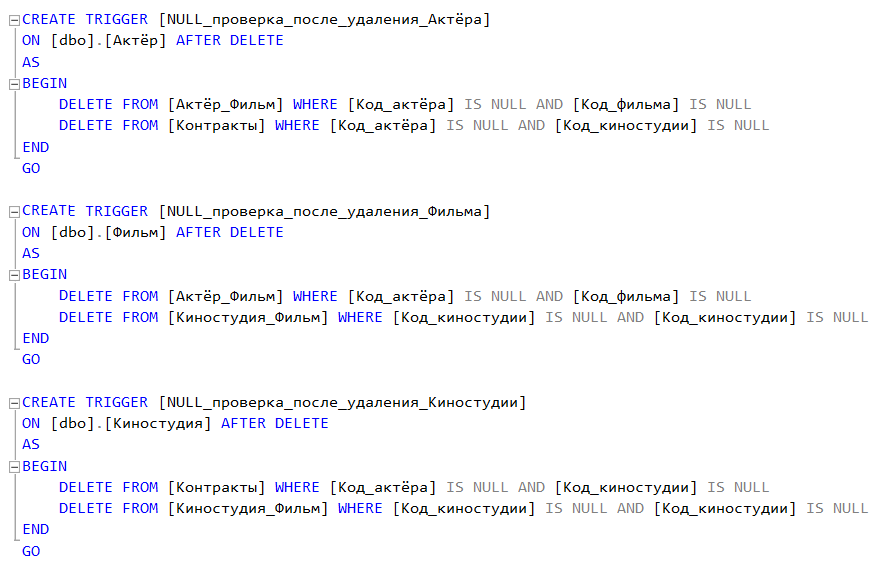 CREATE TRIGGER [NULL_проверка_после_удаления_Актёра]
ON [dbo].[Актёр] AFTER DELETE
AS
BEGIN
    DELETE FROM [Актёр_Фильм] WHERE [Код_актёра] IS NULL AND [Код_фильма] IS NULL
    DELETE FROM [Контракты] WHERE [Код_актёра] IS NULL AND [Код_киностудии] IS NULL
END
GO

CREATE TRIGGER [NULL_проверка_после_удаления_Фильма]
ON [dbo].[Фильм] AFTER DELETE
AS
BEGIN
    DELETE FROM [Актёр_Фильм] WHERE [Код_актёра] IS NULL AND [Код_фильма] IS NULL
    DELETE FROM [Киностудия_Фильм] WHERE [Код_киностудии] IS NULL AND [Код_киностудии] IS NULL
END
GO

CREATE TRIGGER [NULL_проверка_после_удаления_Киностудии]
ON [dbo].[Киностудия] AFTER DELETE
AS
BEGIN
    DELETE FROM [Контракты] WHERE [Код_актёра] IS NULL AND [Код_киностудии] IS NULL
    DELETE FROM [Киностудия_Фильм] WHERE [Код_киностудии] IS NULL AND [Код_киностудии] IS NULL
END
GO